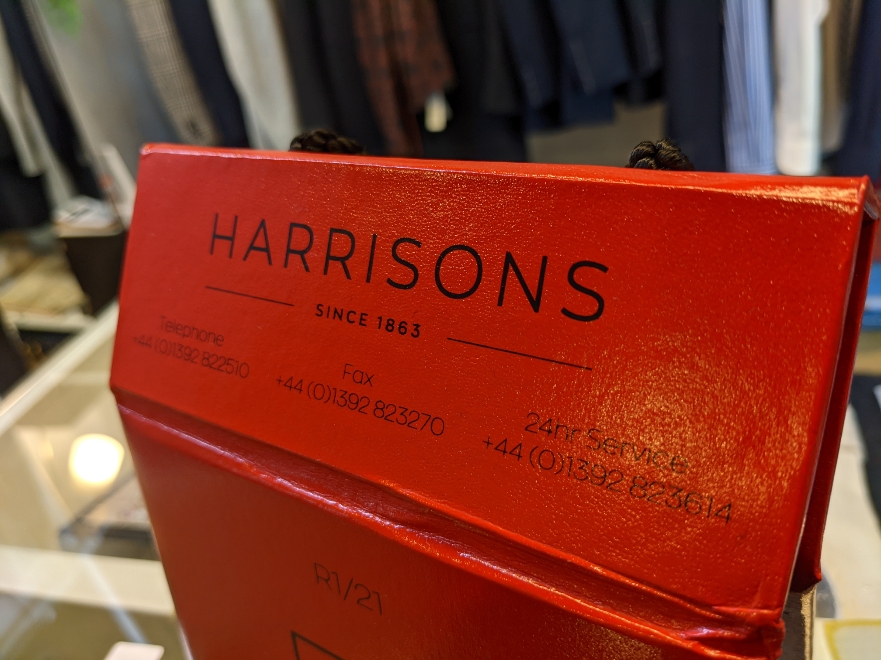 HARRISONS
SINCE 1863
Telephone
+44 (0)1392 822510
Fax
+44 (0)1392 823270
24hr Service
+44 (0)1392 823614
R1/21